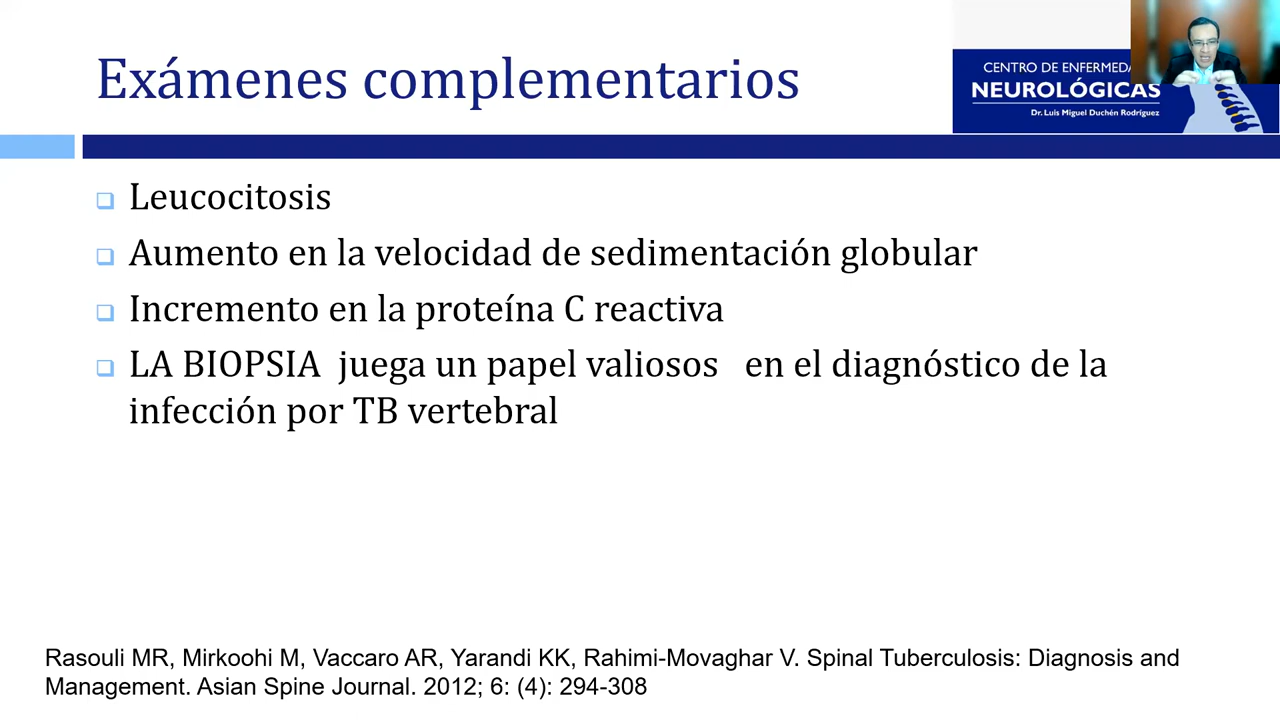 Exámenes complementarios
CENTRO DE ENFERMEDA
NEUROLÓGICAS
Dr. Luis Miguel Duchén Rodríguez
Leucocitosis
Aumento en la velocidad de sedimentación globular
Incremento en la proteína C reactiva
LA BIOPSIA juega un papel valiosos en el diagnóstico de la
infección por TB vertebral
Rasouli MR, Mirkoohi M, Vaccaro AR, Yarandi KK, Rahimi-Movaghar V. Spinal Tuberculosis: Diagnosis and
Management. Asian Spine Journal. 2012; 6: (4): 294-308